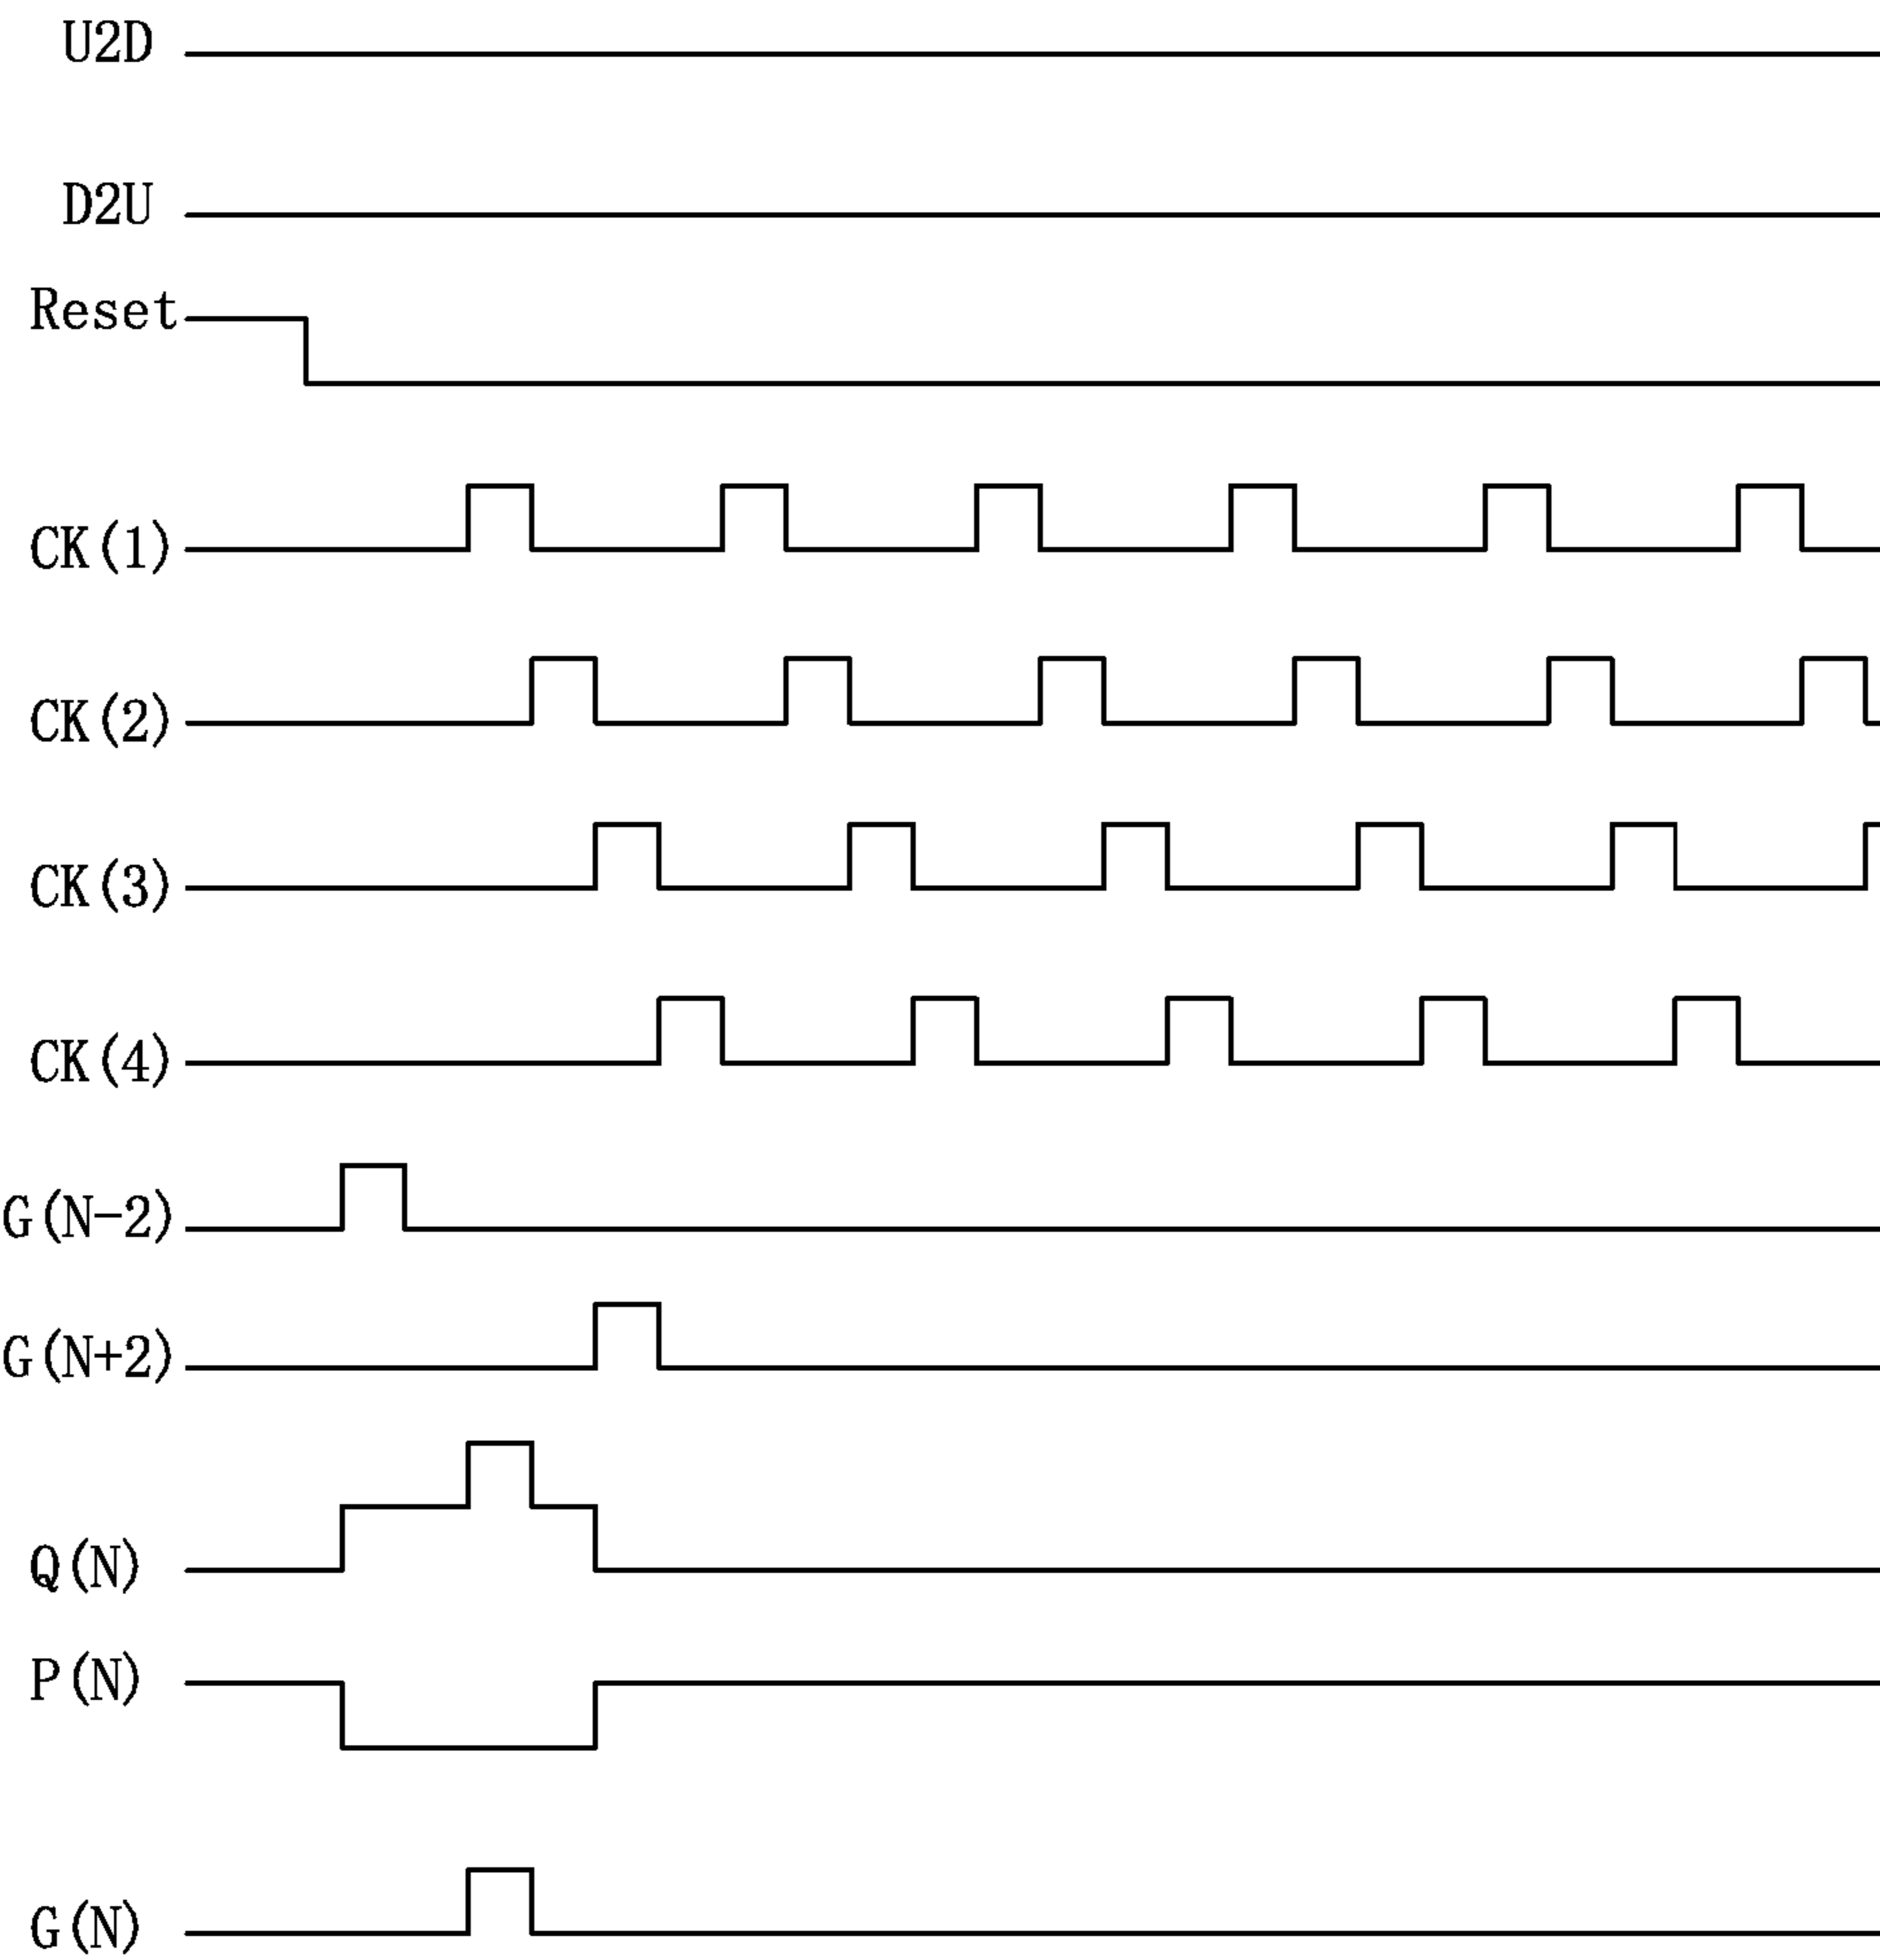 U2D
D2U
Reset
CK(1)
CK(2)
CK(3)
CK(4)
G(N-2)
G(N+2)
Q(N)
P(N)
G(N)